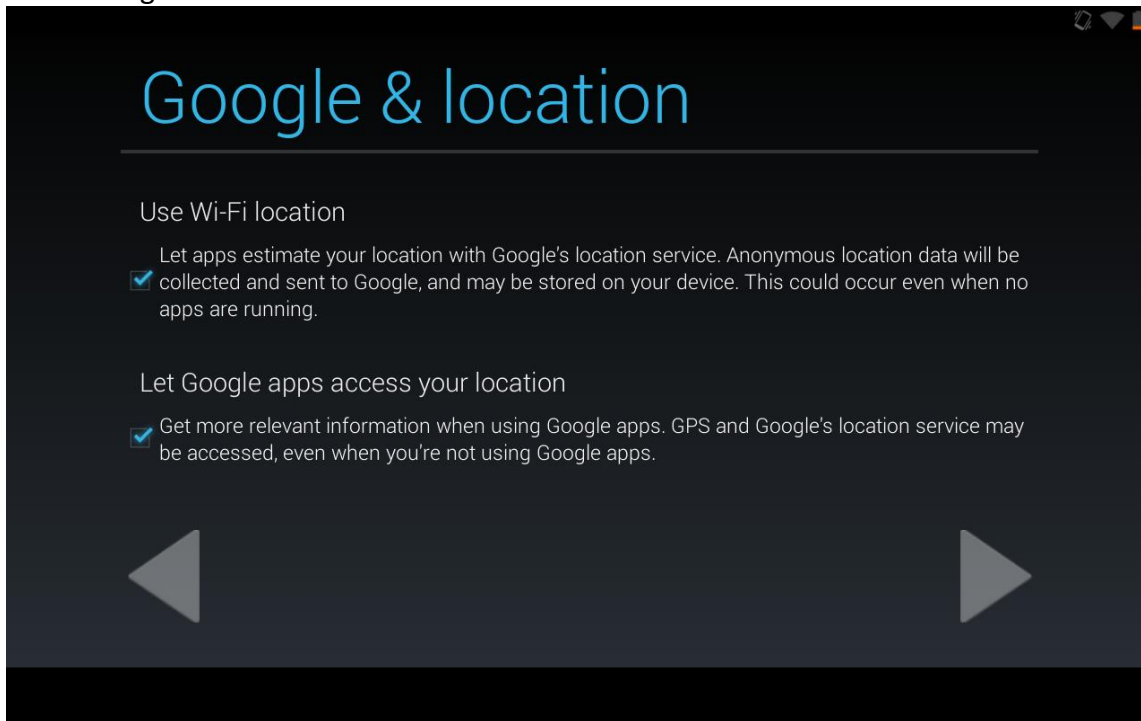 Google & location
Use Wi-Fi location
Let apps estimate your location with Google's location service. Anonymous location data will be
collected and sent to Google, and may be stored on your device. This could occur even when no
apps are running.
Let Google apps access your location
Get more relevant information when using Google apps. GPS and Google's location service may
be accessed, even when you're not using Google apps.